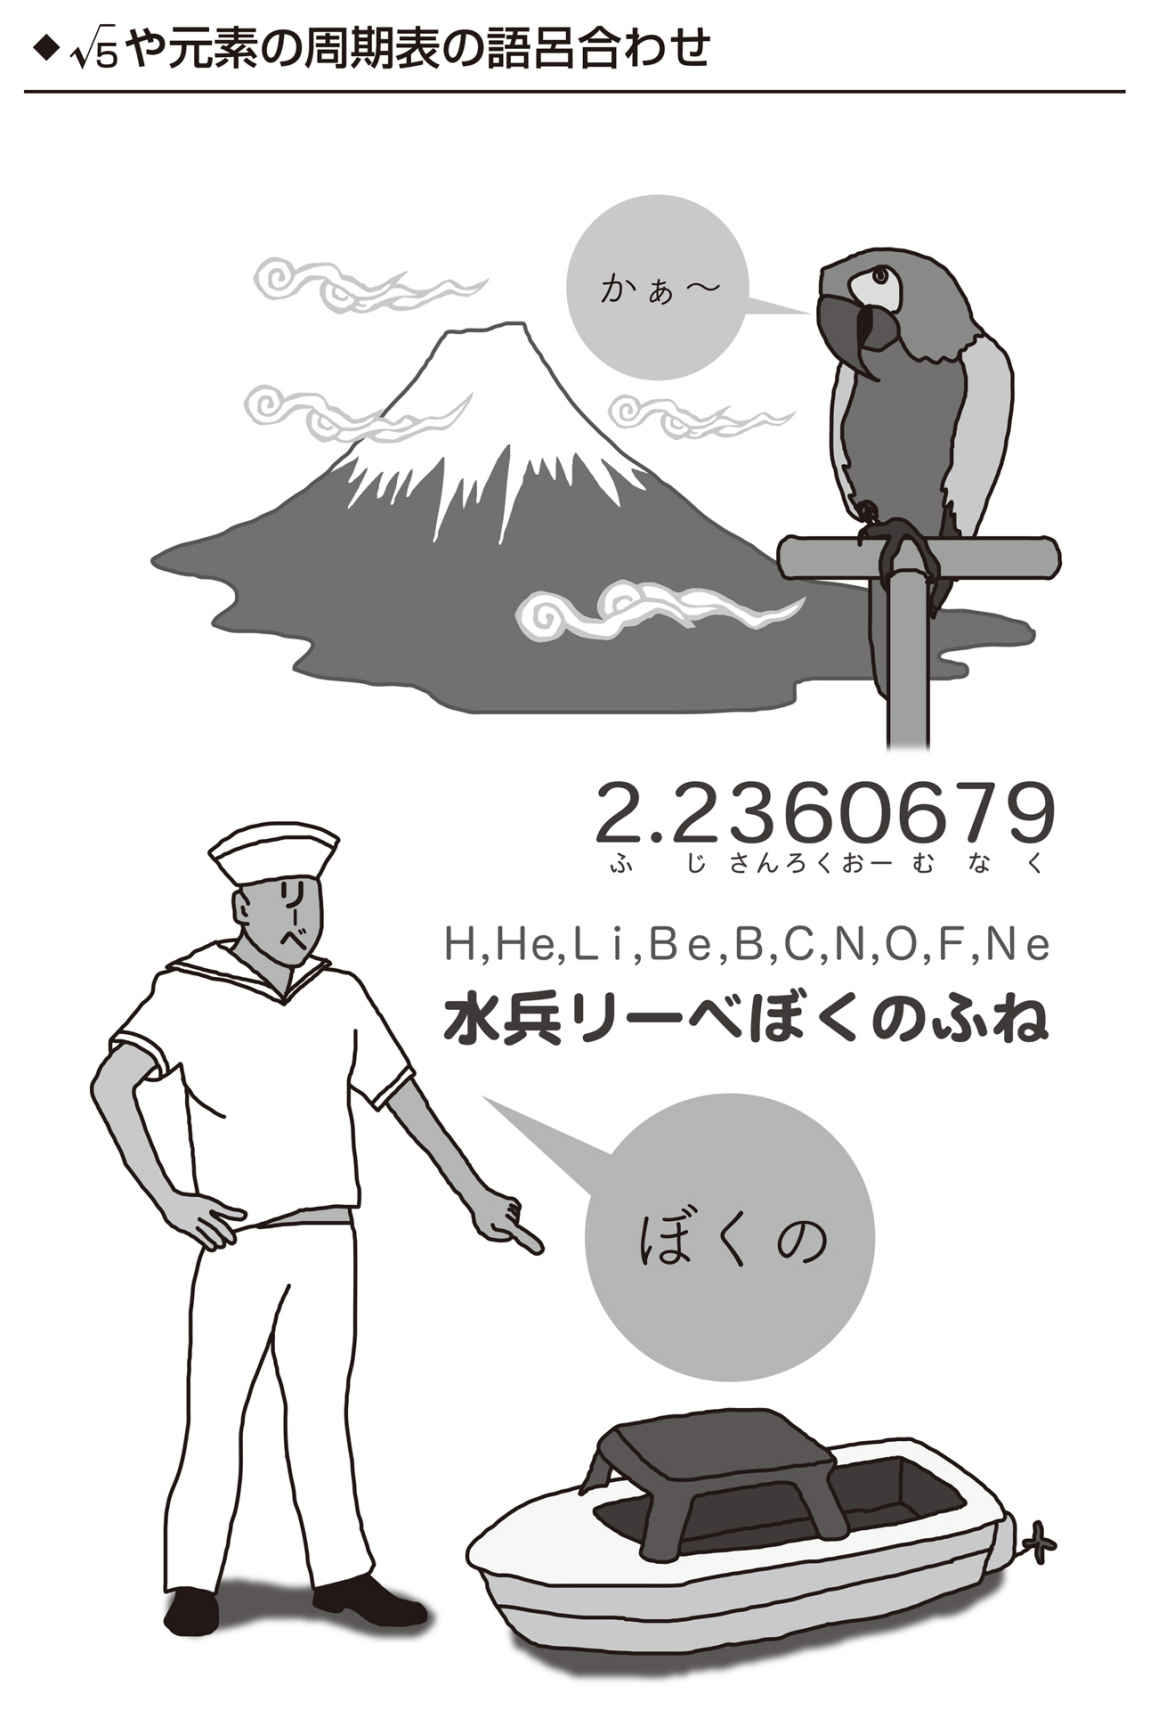 ◆√5や元素の周期表の語呂合わせ
かぁ〜
2.2360679
ふ じ さんろくおー む な く
リーベ
H,He,Li,Be,B,C,N,O,F,Ne
水兵リーベぼくのふね
ぼくの